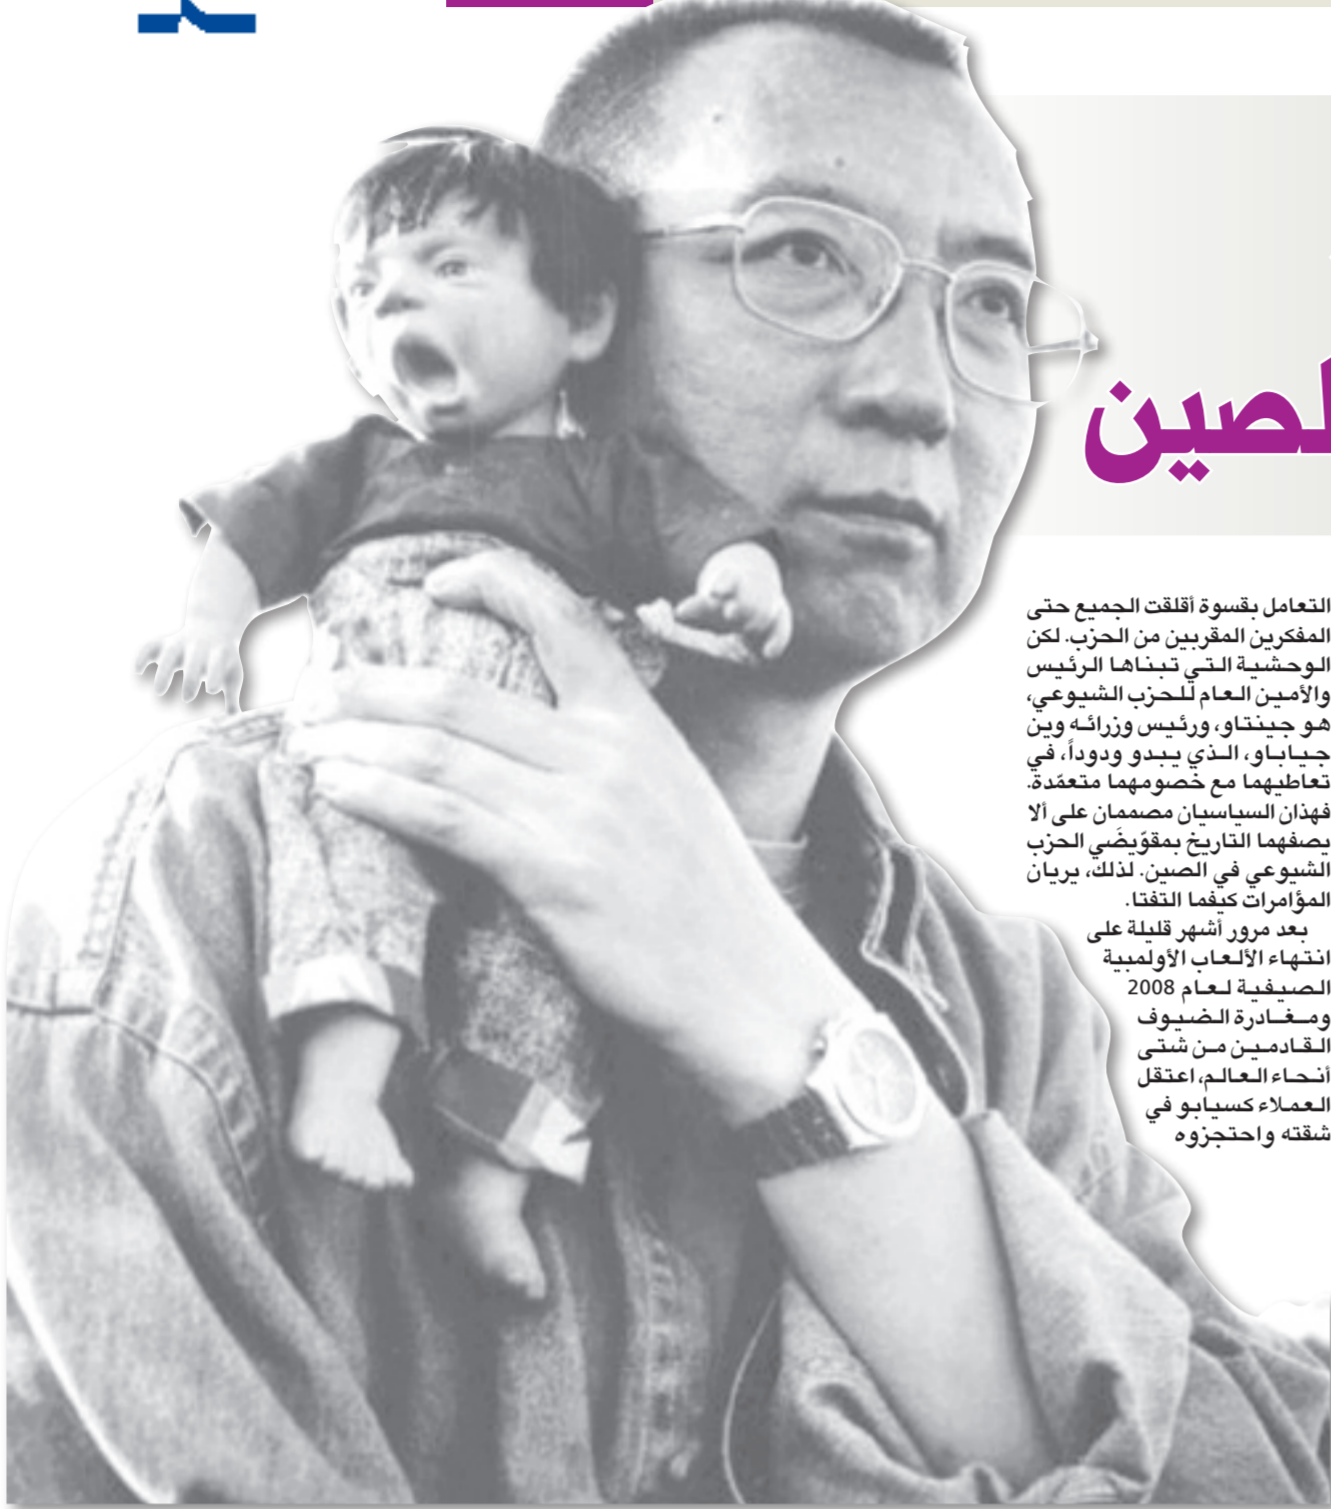 لصين
التعامل بقسوة أقلقت الجميع حتى
المفكرين المقربين من الحزب. لكن
الوحشية التي تبناها الرئيس
والأمين العام للحزب الشيوعي،
هو جينتاو، ورئيس وزرائه وين
جياباو، الذي يبدو ودوداً، في
تعاطيهما مع خصومهما متعمّدة.
فهذان السياسيان مصممان على ألا
يصفهما التاريخ بمقوّيضَي الحزب
الشيوعي في الصين. لذلك، يريان
المؤامرات كيفما التفتا.
بعد مرور أشهر قليلة على
انتهاء الألعاب الأولمبية
الصيفية لعام 2008
ومغادرة الضيوف
القادمين من شتى
أنحاء العالم، اعتقل
العملاء كسيابو في
شقته واحتجزوه